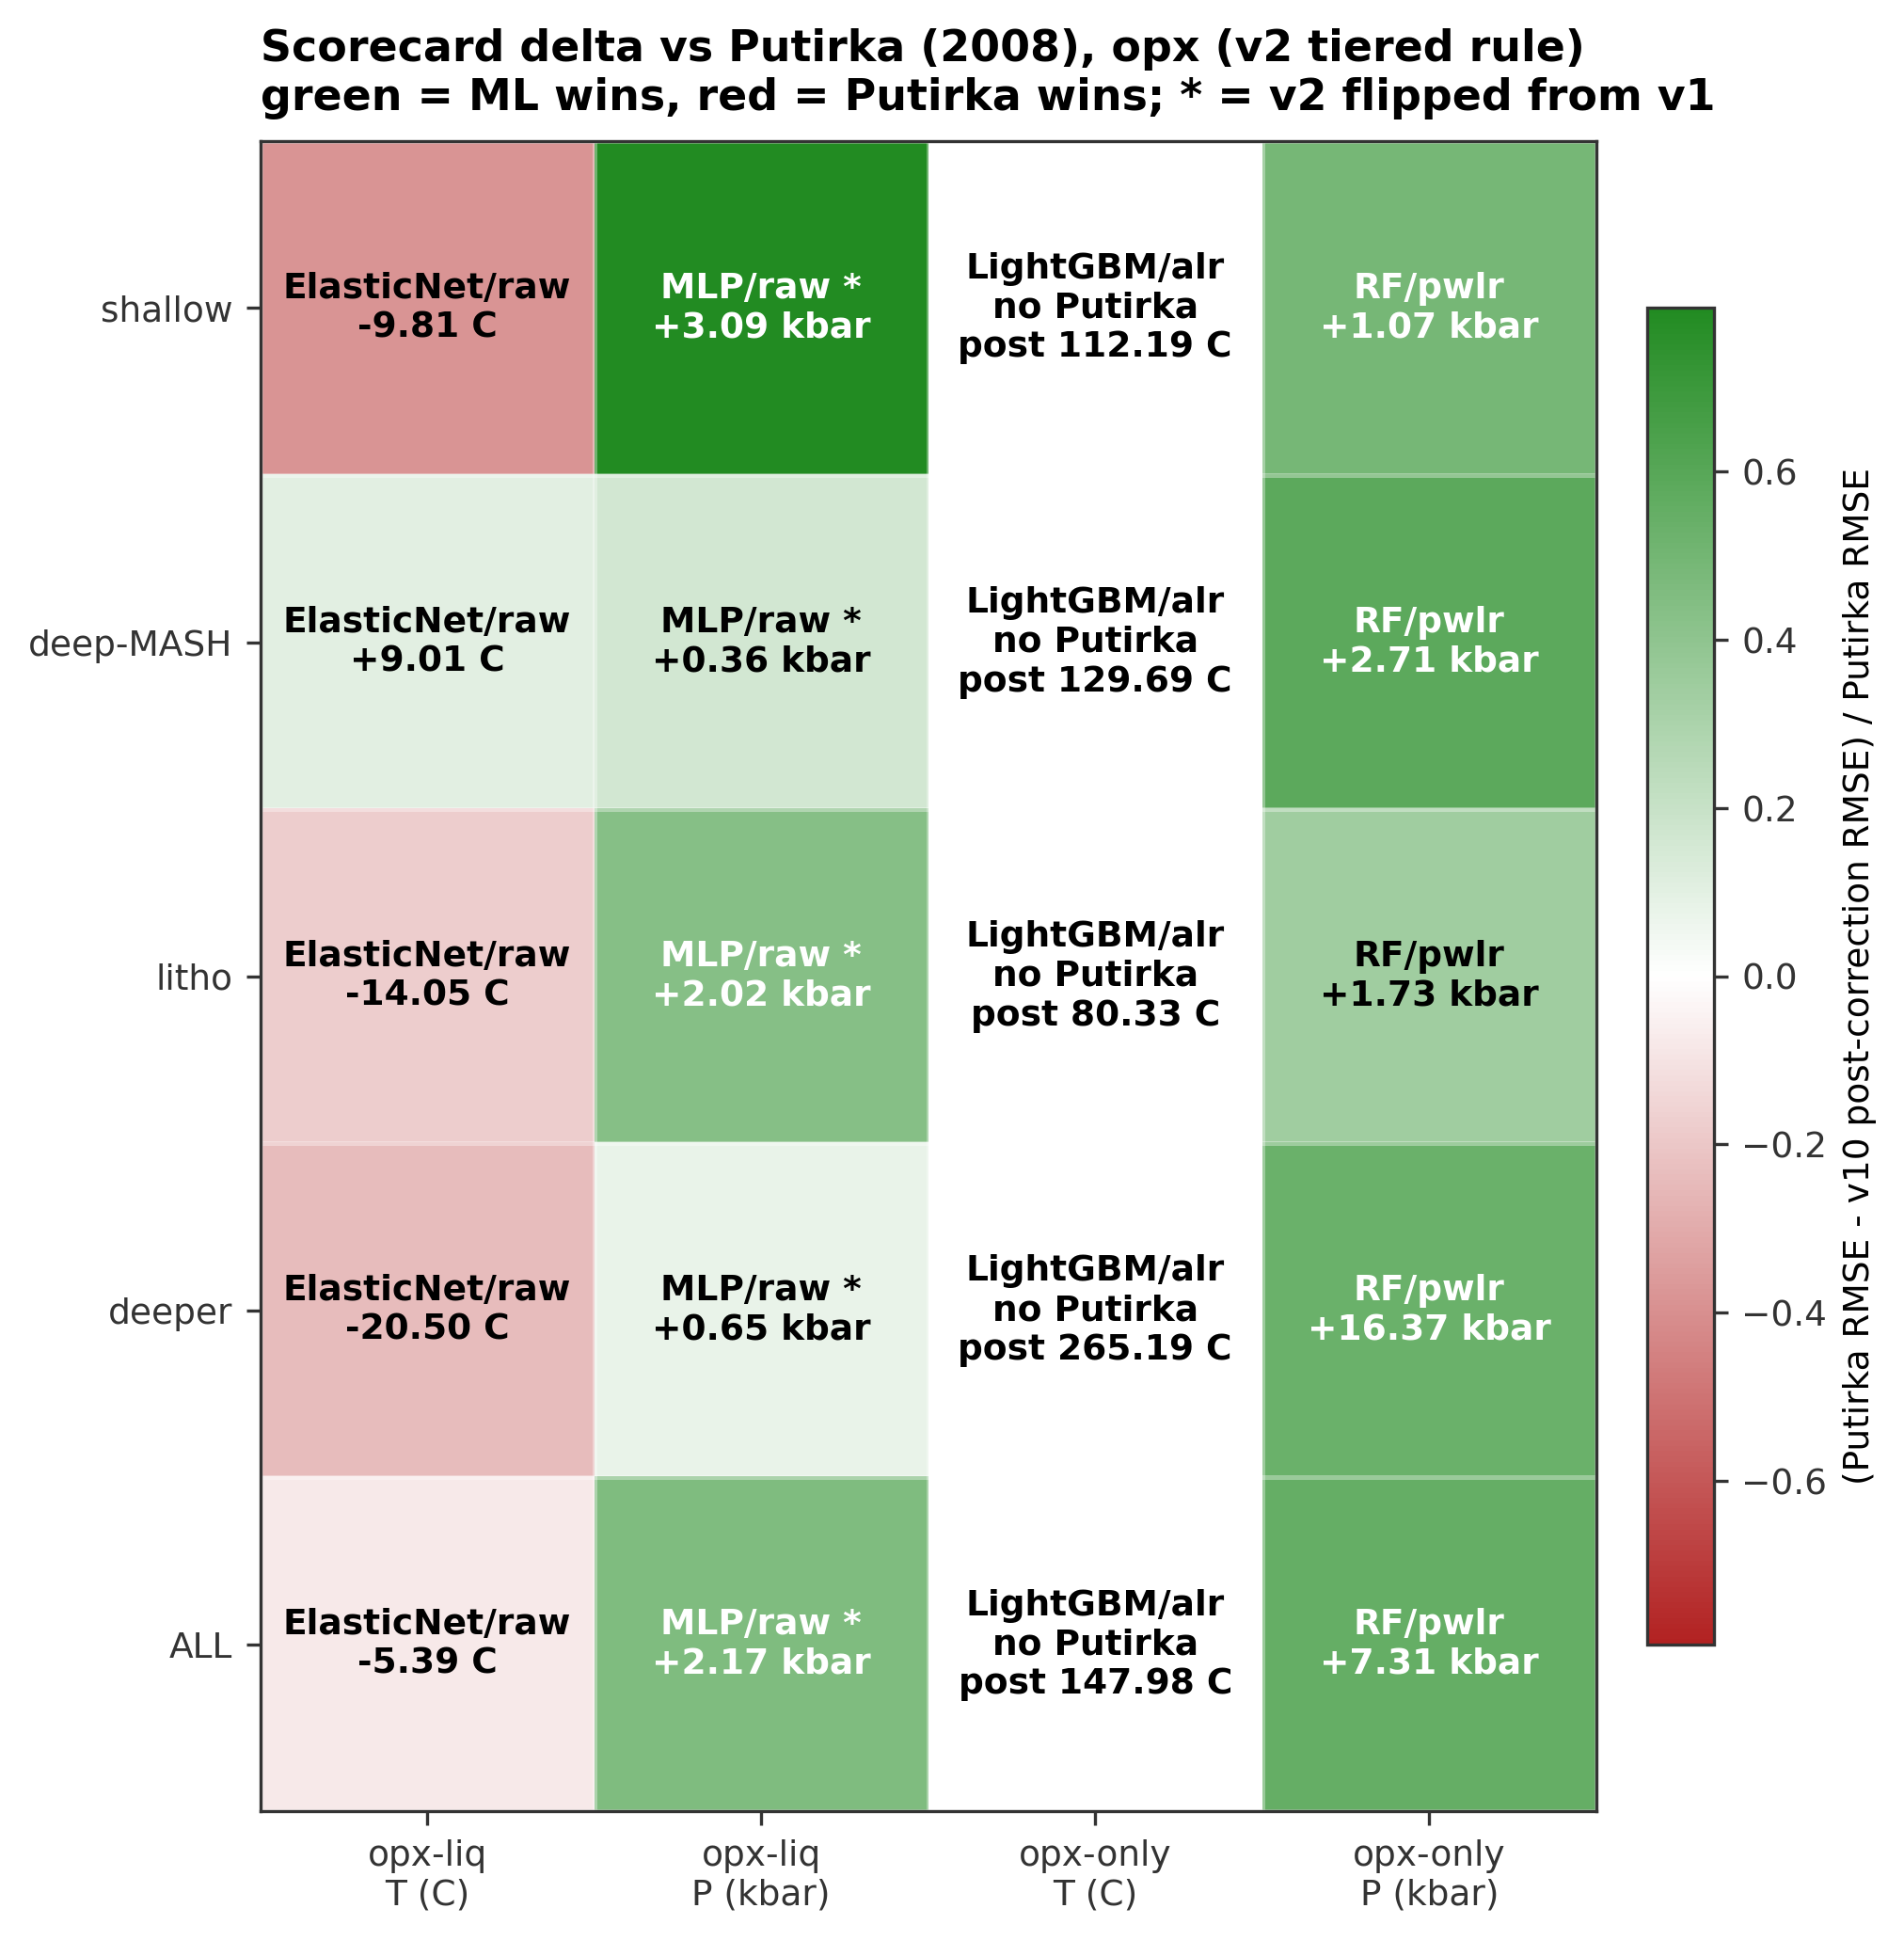 Scorecard delta vs Putirka (2008), opx (v2 tiered rule)
green = ML wins, red = Putirka wins; * = v2 flipped from v1
shallow
ElasticNet/raw
-9.81 C
MLP/raw *
+3.09 kbar
LightGBM/alr
no Putirka
post 112.19 C
RF/pwlr
+1.07 kbar
deep-MASH
ElasticNet/raw
+9.01 C
MLP/raw *
+0.36 kbar
LightGBM/alr
no Putirka
post 129.69 C
RF/pwlr
+2.71 kbar
litho
ElasticNet/raw
-14.05 C
MLP/raw *
+2.02 kbar
LightGBM/alr
no Putirka
post 80.33 C
RF/pwlr
+1.73 kbar
deeper
ElasticNet/raw
-20.50 C
MLP/raw *
+0.65 kbar
LightGBM/alr
no Putirka
post 265.19 C
RF/pwlr
+16.37 kbar
ALL
ElasticNet/raw
-5.39 C
MLP/raw *
+2.17 kbar
LightGBM/alr
no Putirka
post 147.98 C
RF/pwlr
+7.31 kbar
opx-liq
T (C)
opx-liq
P (kbar)
opx-only
T (C)
opx-only
P (kbar)
0.6
0.4
0.2
0.0
−0.2
−0.4
−0.6
(Putirka RMSE - v10 post-correction RMSE) / Putirka RMSE